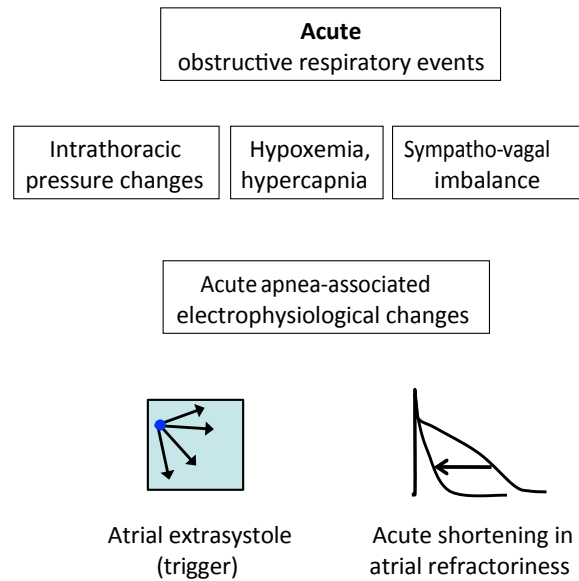 Acute
obstructive respiratory events
Intrathoracic
pressure changes
Hypoxemia,
hypercapnia
Sympatho-vagal
imbalance
Acute apnea-associated
electrophysiological changes
Atrial extrasystole
(trigger)
Acute shortening in
atrial refractoriness